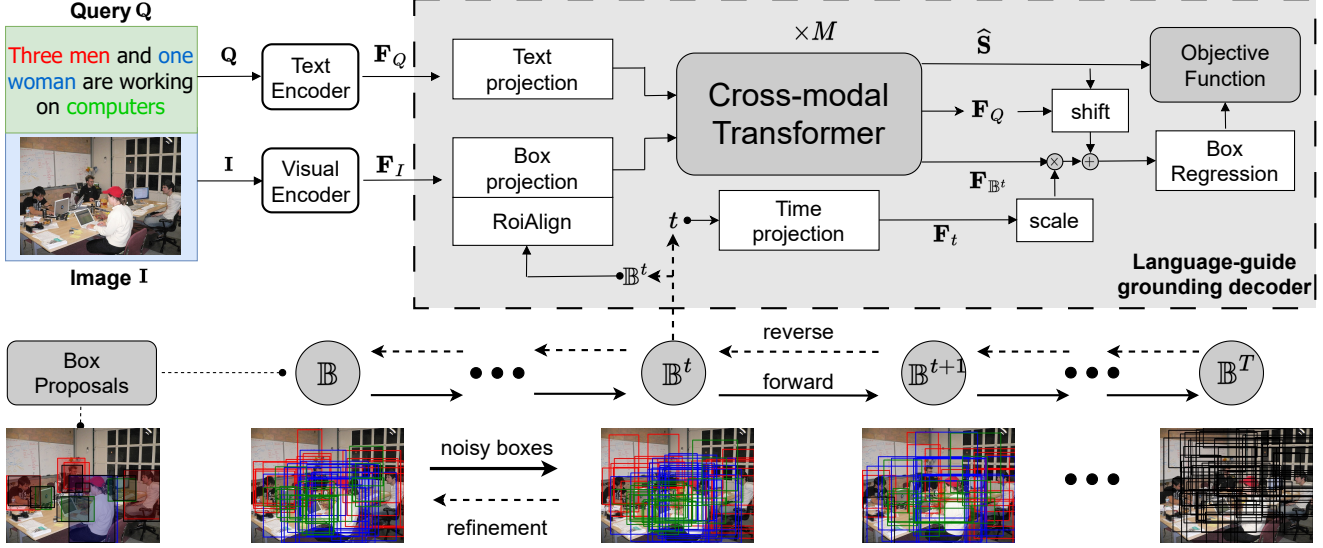 Query Q
Three men and one
woman are working
on computers
Image I
Q
Text
Encoder
F_Q
I
Visual
Encoder
F_I
Text
projection
Box projection
RoiAlign
𝔹^t
×M
Cross-modal
Transformer
Ŝ
F_Q
F_{𝔹^t}
shift
×
+
scale
t
Time
projection
F_t
Objective
Function
Box
Regression
Language-guide
grounding decoder
Box
Proposals
𝔹
𝔹^t
reverse
forward
𝔹^{t+1}
𝔹^T
noisy boxes
refinement